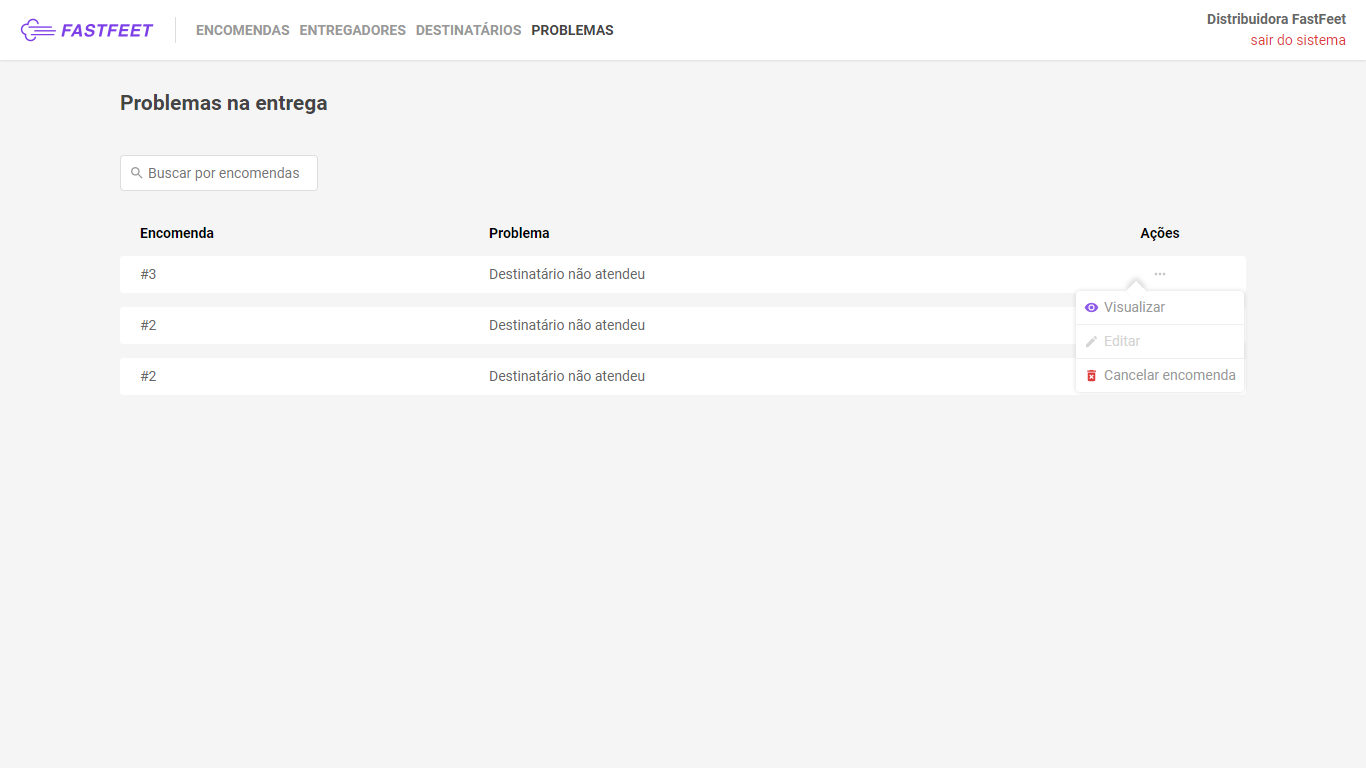 FASTFEET ENCOMENDAS ENTREGADORES DESTINATÁRIOS PROBLEMAS
Distribuidora FastFeet
sair do sistema
Problemas na entrega
Buscar por encomendas
Encomenda Problema Ações
#3 Destinatário não atendeu ...
Visualizar
#2 Destinatário não atendeu
Editar
#2 Destinatário não atendeu
Cancelar encomenda